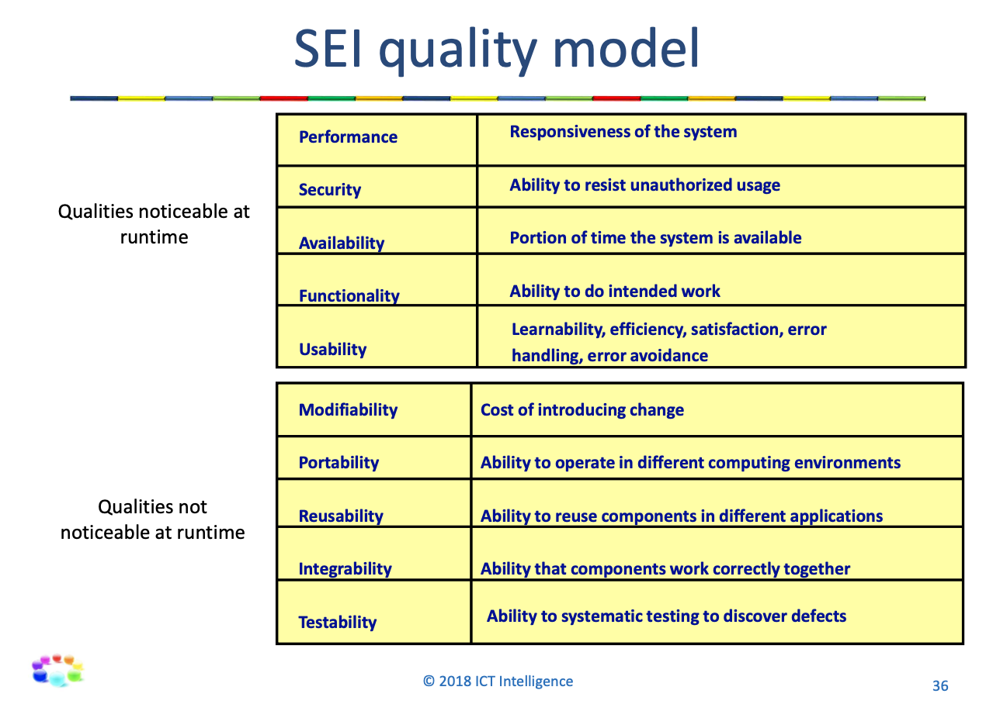 SEI quality model
Qualities noticeable at
runtime
Performance
Responsiveness of the system
Security
Ability to resist unauthorized usage
Availability
Portion of time the system is available
Functionality
Ability to do intended work
Usability
Learnability, efficiency, satisfaction, error
handling, error avoidance
Qualities not
noticeable at runtime
Modifiability
Cost of introducing change
Portability
Ability to operate in different computing environments
Reusability
Ability to reuse components in different applications
Integrability
Ability that components work correctly together
Testability
Ability to systematic testing to discover defects
© 2018 ICT Intelligence
36